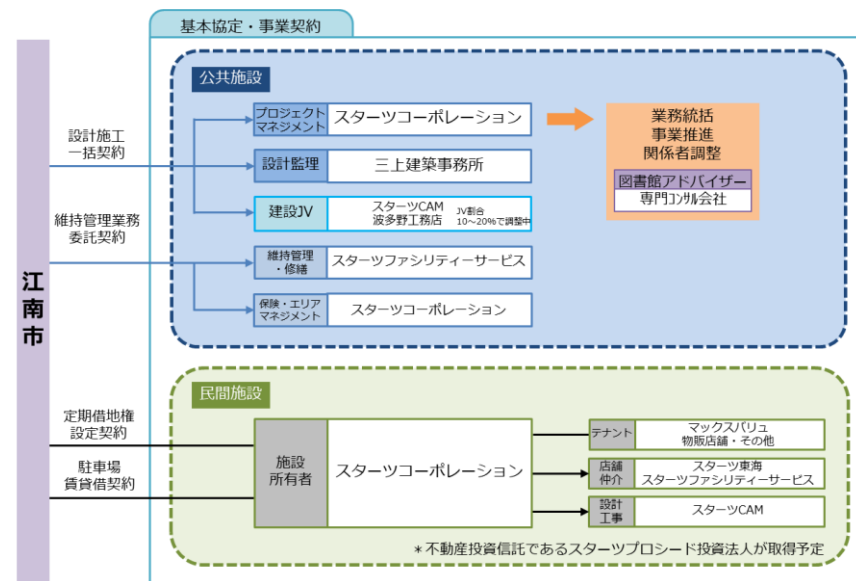 基本協定・事業契約
江南市
設計施工
一括契約
維持管理業務
委託契約
定期借地権
設定契約
駐車場
賃貸借契約
公共施設
プロジェクト
マネジメント
スターツコーポレーション
設計監理
三上建築事務所
建設JV
スターツCAM
波多野工務店
JV割合
10~20%で調整中
維持管理
・修繕
スターツファシリティーサービス
保険・エリア
マネジメント
スターツコーポレーション
業務統括
事業推進
関係者調整
図書館アドバイザー
専門ｺﾝｻﾙ会社
民間施設
施設
所有者
スターツコーポレーション
テナント
マックスバリュ
物販店舗・その他
店舗
仲介
スターツ東海
スターツファシリティーサービス
設計
工事
スターツCAM
*不動産投資信託であるスターツプロシード投資法人が取得予定